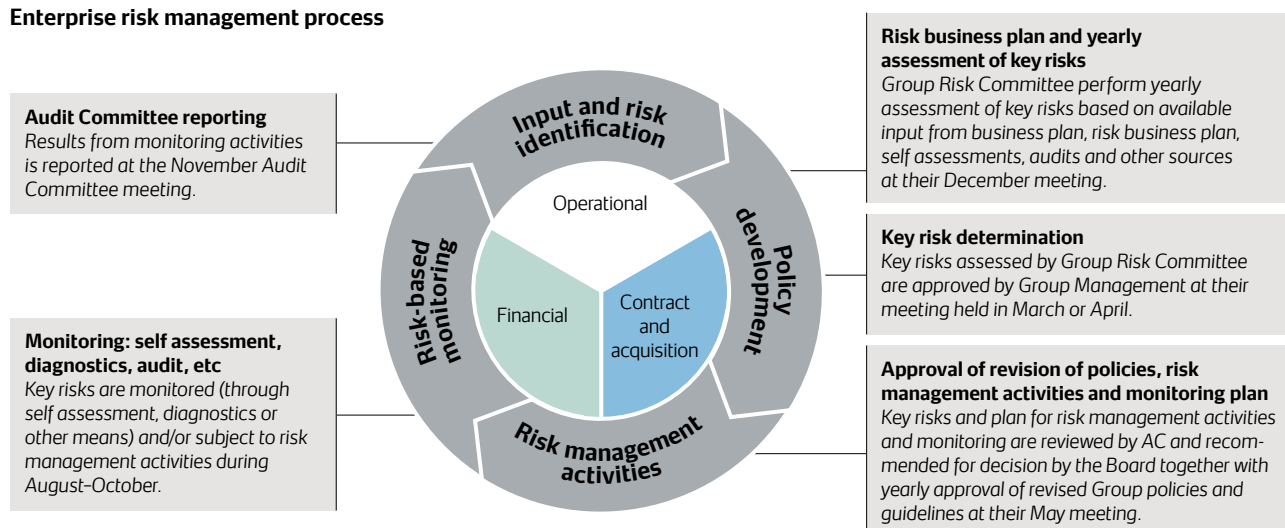 Enterprise risk management process
Audit Committee reporting
Results from monitoring activities
is reported at the November Audit
Committee meeting.
Monitoring: self assessment,
diagnostics, audit, etc
Key risks are monitored (through
self assessment, diagnostics or
other means) and/or subject to risk
management activities during
August–October.
Input and risk
identification
Policy
development
Risk management
activities
Risk-based
monitoring
Operational
Financial
Contract
and
acquisition
Risk business plan and yearly
assessment of key risks
Group Risk Committee perform yearly
assessment of key risks based on available
input from business plan, risk business plan,
self assessments, audits and other sources
at their December meeting.
Key risk determination
Key risks assessed by Group Risk Committee
are approved by Group Management at their
meeting held in March or April.
Approval of revision of policies, risk
management activities and monitoring plan
Key risks and plan for risk management activities
and monitoring are reviewed by AC and recom-
mended for decision by the Board together with
yearly approval of revised Group policies and
guidelines at their May meeting.